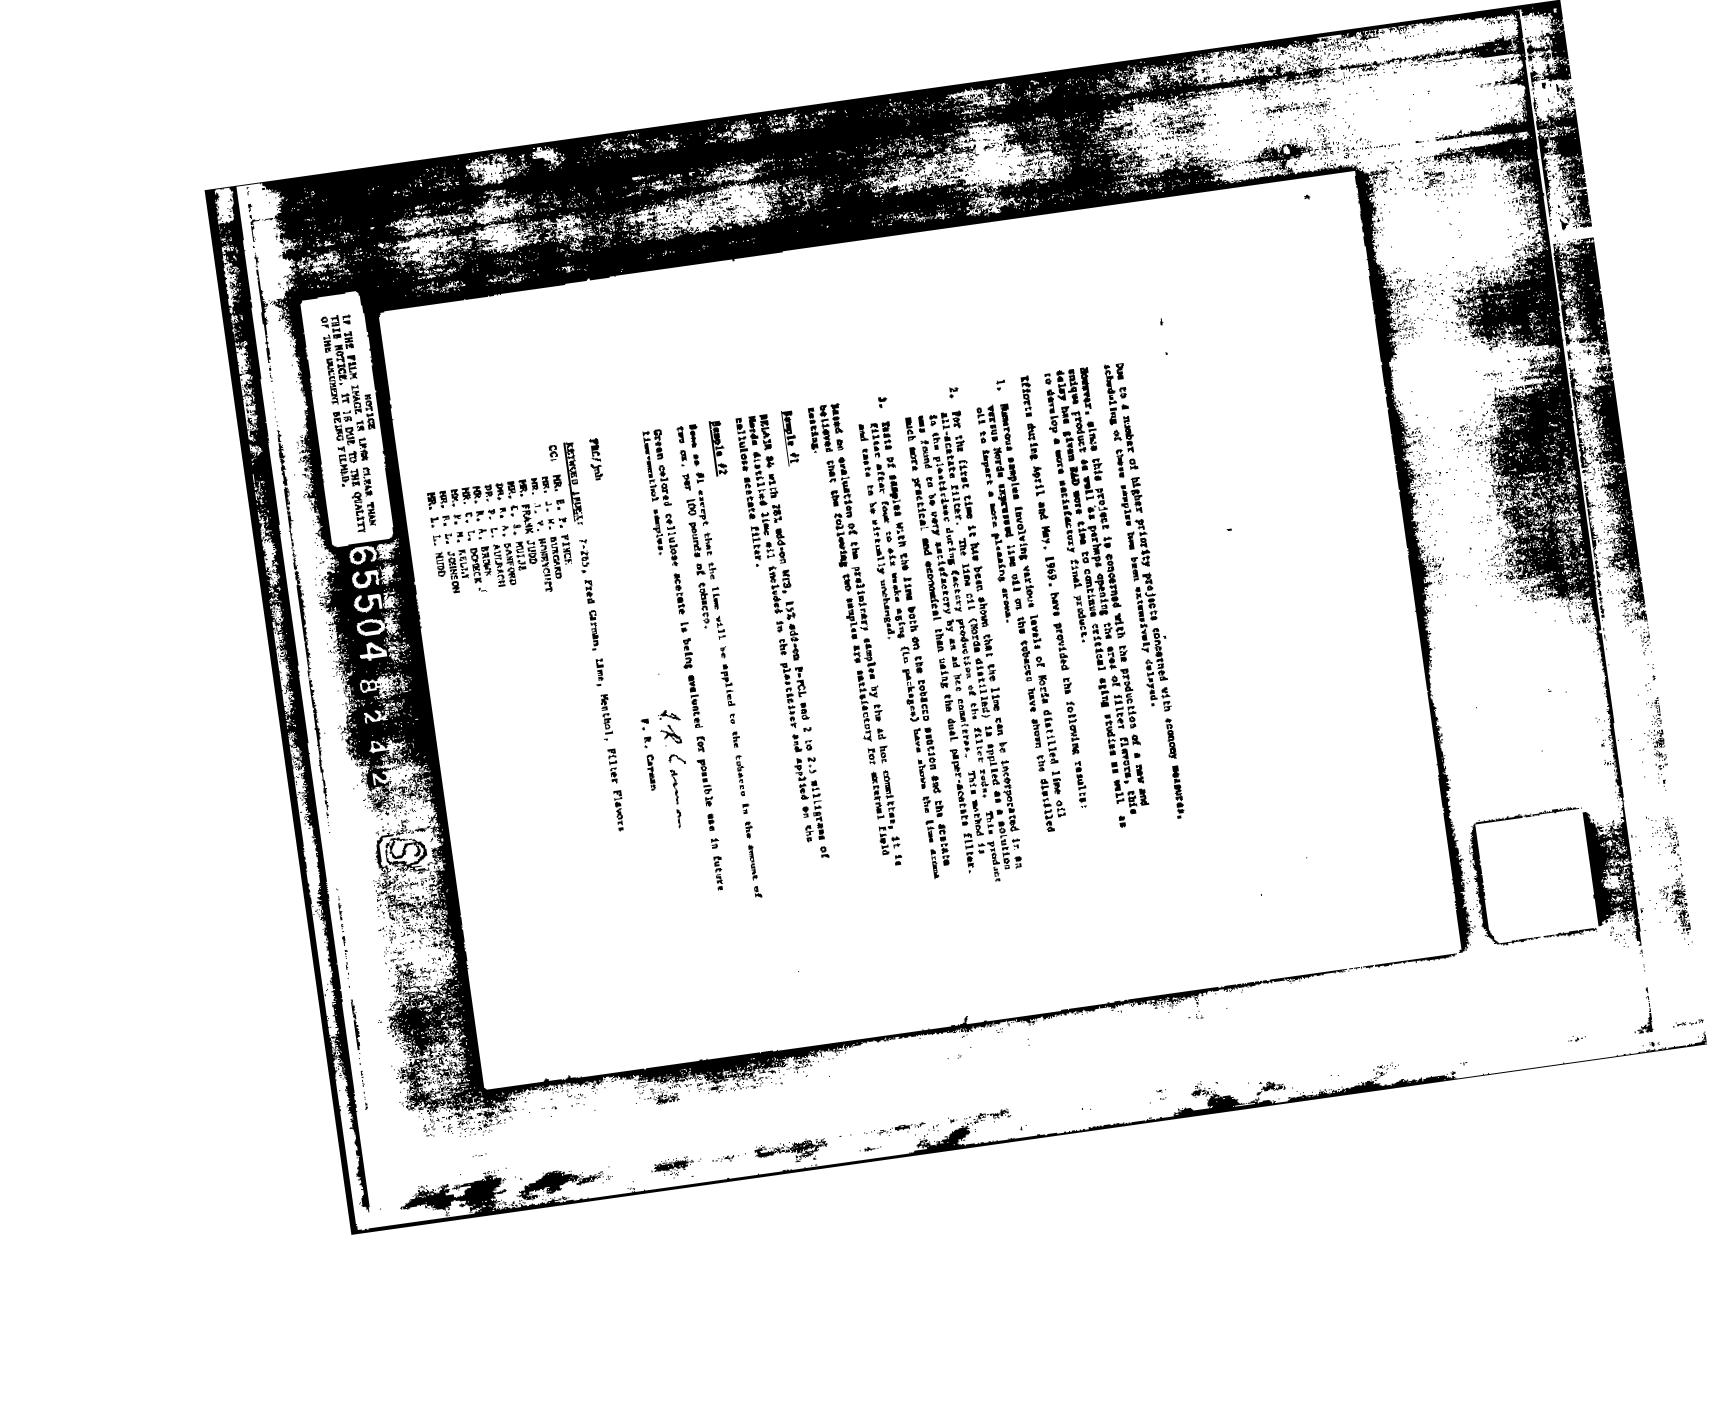 Due to a number of higher priority projects concerned with economy measures,
scheduling of these samples has been extensively delayed.
However, since this project is concerned with the production of a new and
unique product as well as perhaps opening the area of filter flavors, this
delay has given R&D more time to continue critical aging studies as well as
to develop a more satisfactory final product.
Efforts during April and May, 1969, have provided the following results:
1. Numerous samples involving various levels of Norda distilled lime oil
versus Norda expressed lime oil on the tobacco have shown the distilled
oil to impart a more pleasing aroma.
2. For the first time it has been shown that the lime can be incorporated in an
all-acetate filter. The lime oil (Norda distilled) is applied as a solution
in the plasticizer during factory production of the filter rods. This product
was found to be very satisfactory by an ad hoc committee. This method is
much more practical and economical than using the dual paper-acetate filter.
3. Tests of samples with the lime both on the tobacco section and the acetate
filter after four to six weeks aging (in packages) have shown the lime aroma
and taste to be virtually unchanged.
Based on evaluation of the preliminary samples by the ad hoc committee, it is
believed that the following two samples are satisfactory for external field
testing.
Sample #1
BELAIR 84 with 28% add-on WTS, 15% add-on P-PCL and 2 to 2.5 milligrams of
Norda distilled lime oil included in the plasticizer and applied on the
cellulose acetate filter.
Sample #2
Same as #1 except that the lime will be applied to the tobacco in the amount of
two oz. per 100 pounds of tobacco.
Green colored cellulose acetate is being evaluated for possible use in future
lime-menthol samples.
F. R. Carman
FRC/jnh
KEYWORD INDEX: 7-205, Fred Carman, Lime, Menthol, Filter Flavors
CC: MR. E. P. FINCH
MR. J. W. BURGARD
MR. I. V. HONEYCUTT
MR. FRANK JUDD
MR. C. S. MUIJE
MR. R. A. SANFORD
DR. R. L. AUTRACH
MR. R. A. BROWN
MR. C. L. DOPECK
MR. P. H. KELLY
MR. R. L. JOHNSON
MR. L. L. NUDD
NOTICE
IF THE FILM IMAGE IS LESS CLEAR THAN
THIS NOTICE, IT IS DUE TO THE QUALITY
OF THE DOCUMENT BEING FILMED.
65504 8242
S